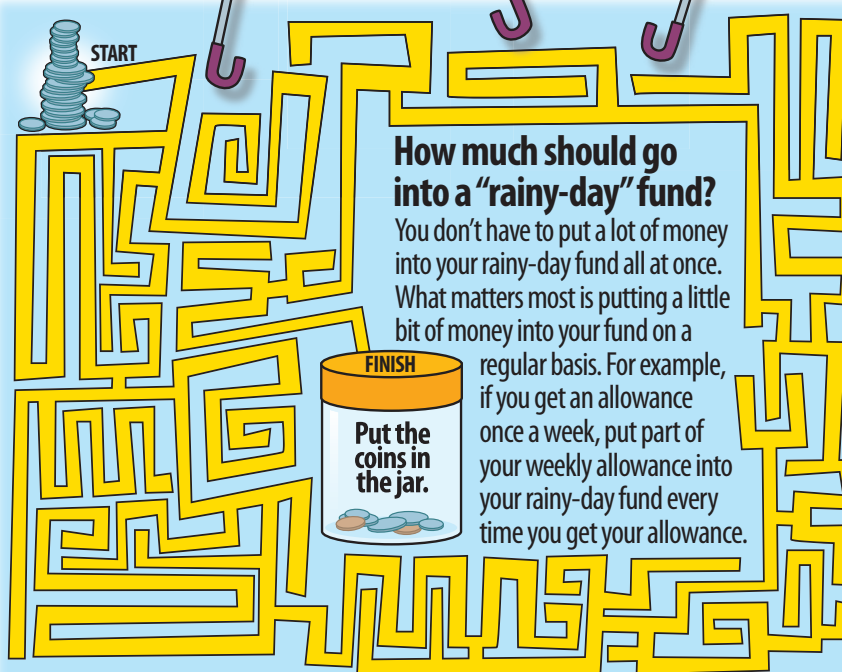 START
How much should go
into a “rainy-day” fund?
You don’t have to put a lot of money
into your rainy-day fund all at once.
What matters most is putting a little
bit of money into your fund on a
regular basis. For example,
if you get an allowance
once a week, put part of
your weekly allowance into
your rainy-day fund every
time you get your allowance.
FINISH
Put the
coins in
the jar.